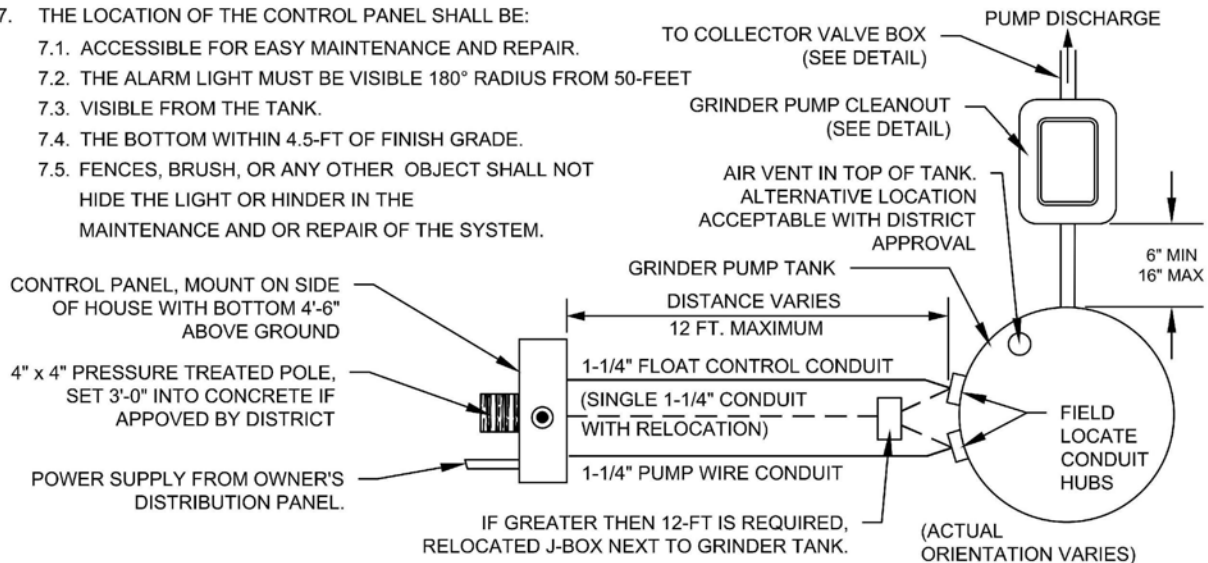 7. THE LOCATION OF THE CONTROL PANEL SHALL BE:
7.1. ACCESSIBLE FOR EASY MAINTENANCE AND REPAIR.
7.2. THE ALARM LIGHT MUST BE VISIBLE 180° RADIUS FROM 50-FEET
7.3. VISIBLE FROM THE TANK.
7.4. THE BOTTOM WITHIN 4.5-FT OF FINISH GRADE.
7.5. FENCES, BRUSH, OR ANY OTHER OBJECT SHALL NOT
HIDE THE LIGHT OR HINDER IN THE
MAINTENANCE AND OR REPAIR OF THE SYSTEM.
PUMP DISCHARGE
TO COLLECTOR VALVE BOX
(SEE DETAIL)
GRINDER PUMP CLEANOUT
(SEE DETAIL)
AIR VENT IN TOP OF TANK.
ALTERNATIVE LOCATION
ACCEPTABLE WITH DISTRICT
APPROVAL
6" MIN
16" MAX
GRINDER PUMP TANK
DISTANCE VARIES
12 FT. MAXIMUM
CONTROL PANEL, MOUNT ON SIDE
OF HOUSE WITH BOTTOM 4'-6"
ABOVE GROUND
4" x 4" PRESSURE TREATED POLE,
SET 3'-0" INTO CONCRETE IF
APPOVED BY DISTRICT
POWER SUPPLY FROM OWNER'S
DISTRIBUTION PANEL.
1-1/4" FLOAT CONTROL CONDUIT
(SINGLE 1-1/4" CONDUIT
WITH RELOCATION)
1-1/4" PUMP WIRE CONDUIT
FIELD
LOCATE
CONDUIT
HUBS
IF GREATER THEN 12-FT IS REQUIRED,
RELOCATED J-BOX NEXT TO GRINDER TANK.
(ACTUAL
ORIENTATION VARIES)